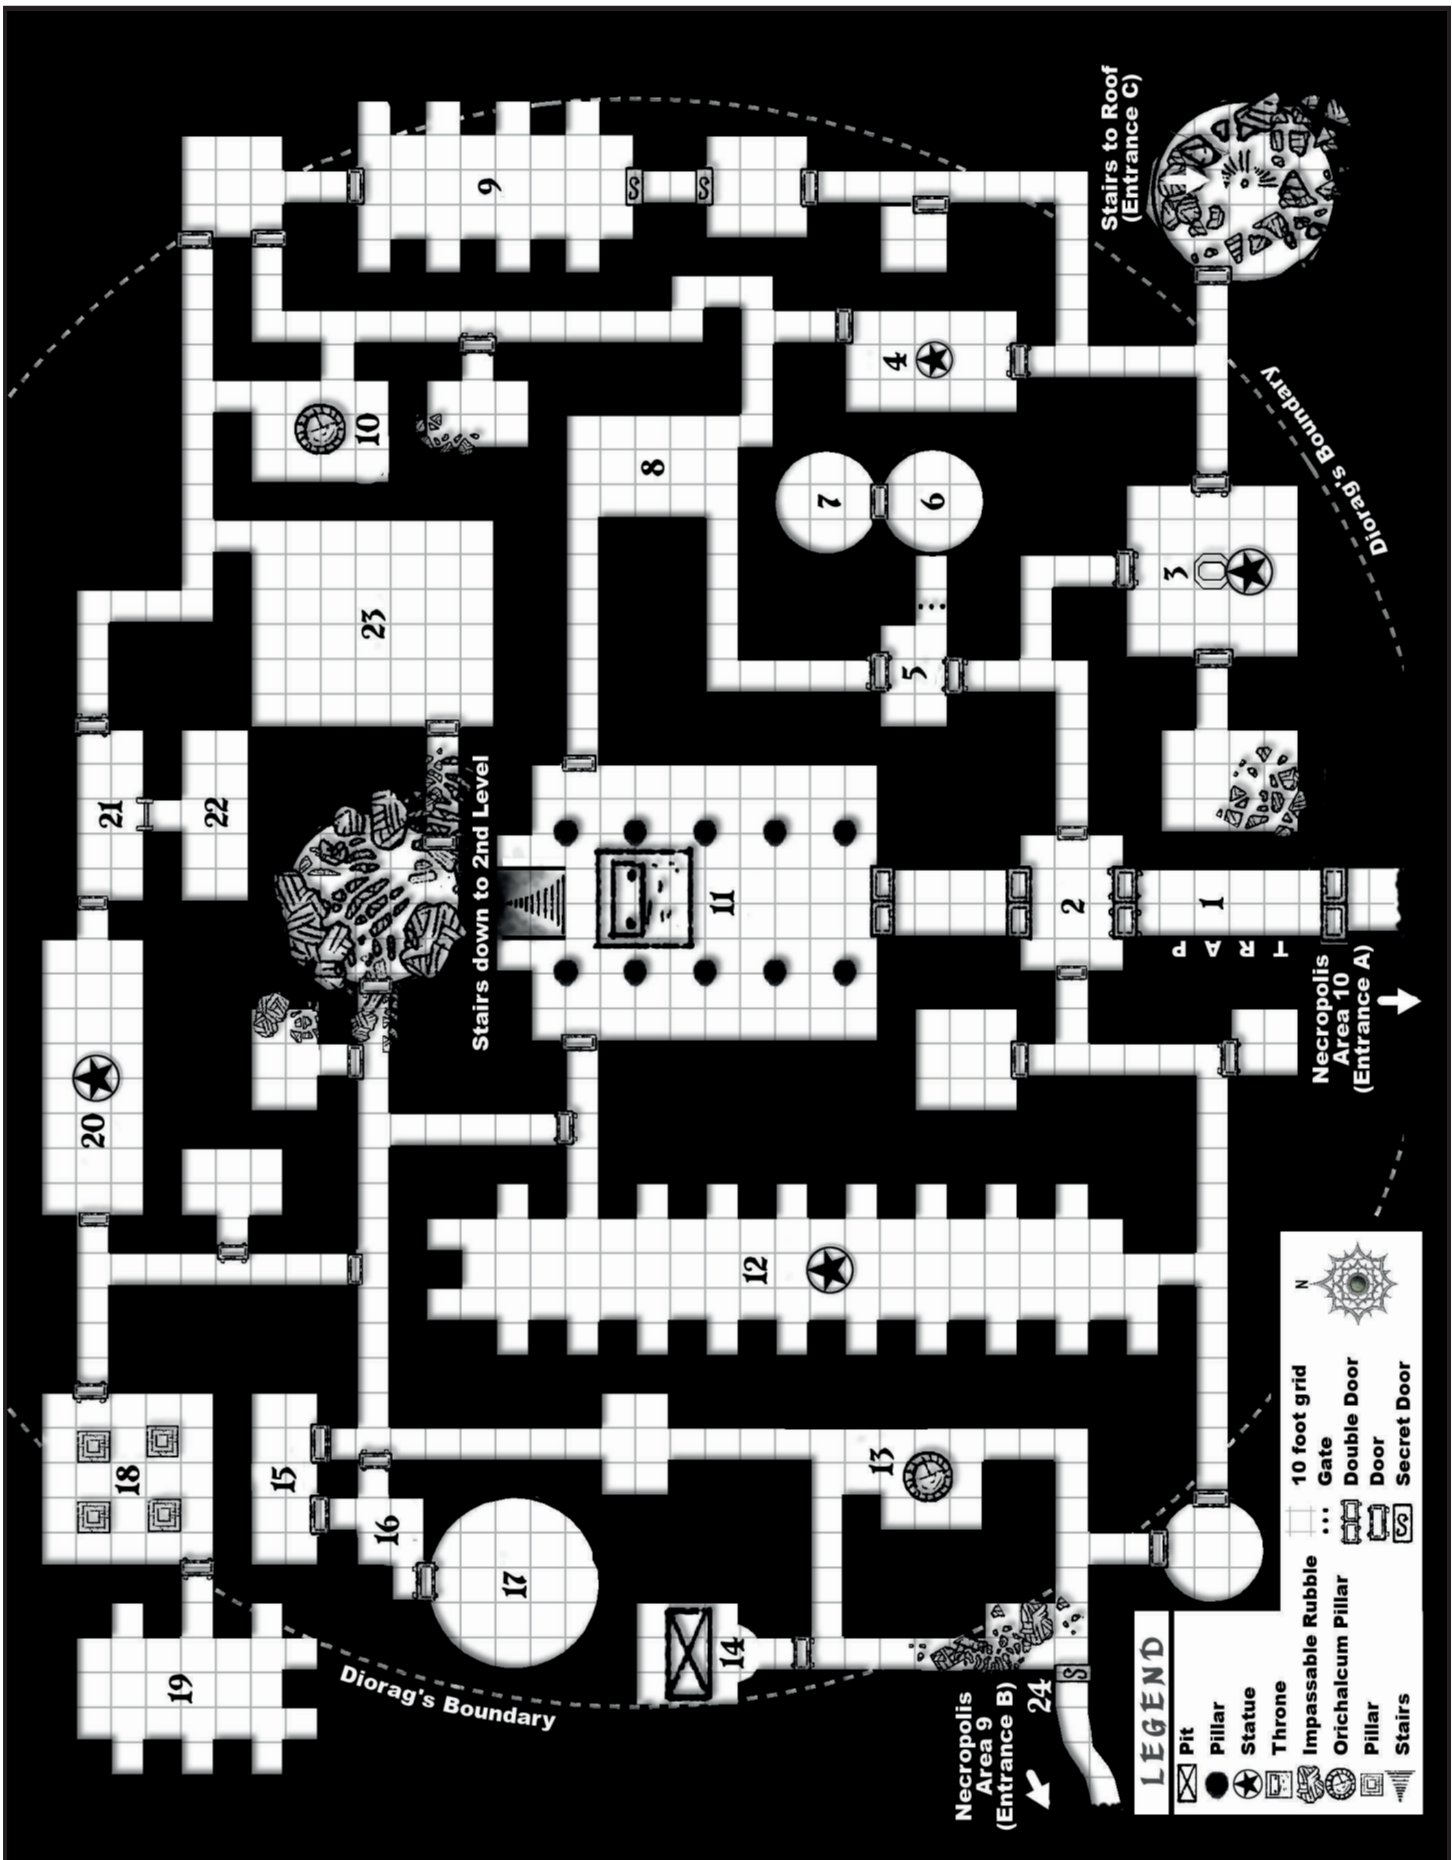 20
21
18
19
22
15
10
23
16
Diorag's Boundary
Stairs down to 2nd Level
9
17
8
11
14
12
7
13
4
5
6
Necropolis
Area 9
(Entrance B)
24
2
Stairs to Roof
(Entrance C)
3
1
TRAP
Diorag's Boundary
Necropolis
Area 10
(Entrance A)
LEGEND
Pit
Pillar
Statue
Throne
Impassable Rubble
Orichalcum Pillar
Pillar
Stairs
10 foot grid
Gate
Double Door
Door
S Secret Door
N
S
S
S